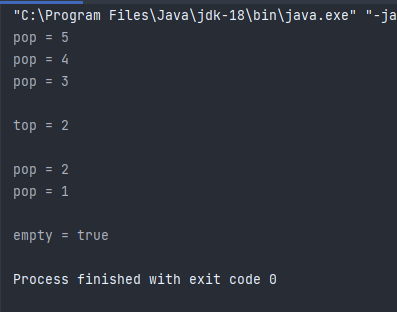 "C:\Program Files\Java\jdk-18\bin\java.exe" "-ja
pop = 5
pop = 4
pop = 3
top = 2
pop = 2
pop = 1
empty = true
Process finished with exit code 0